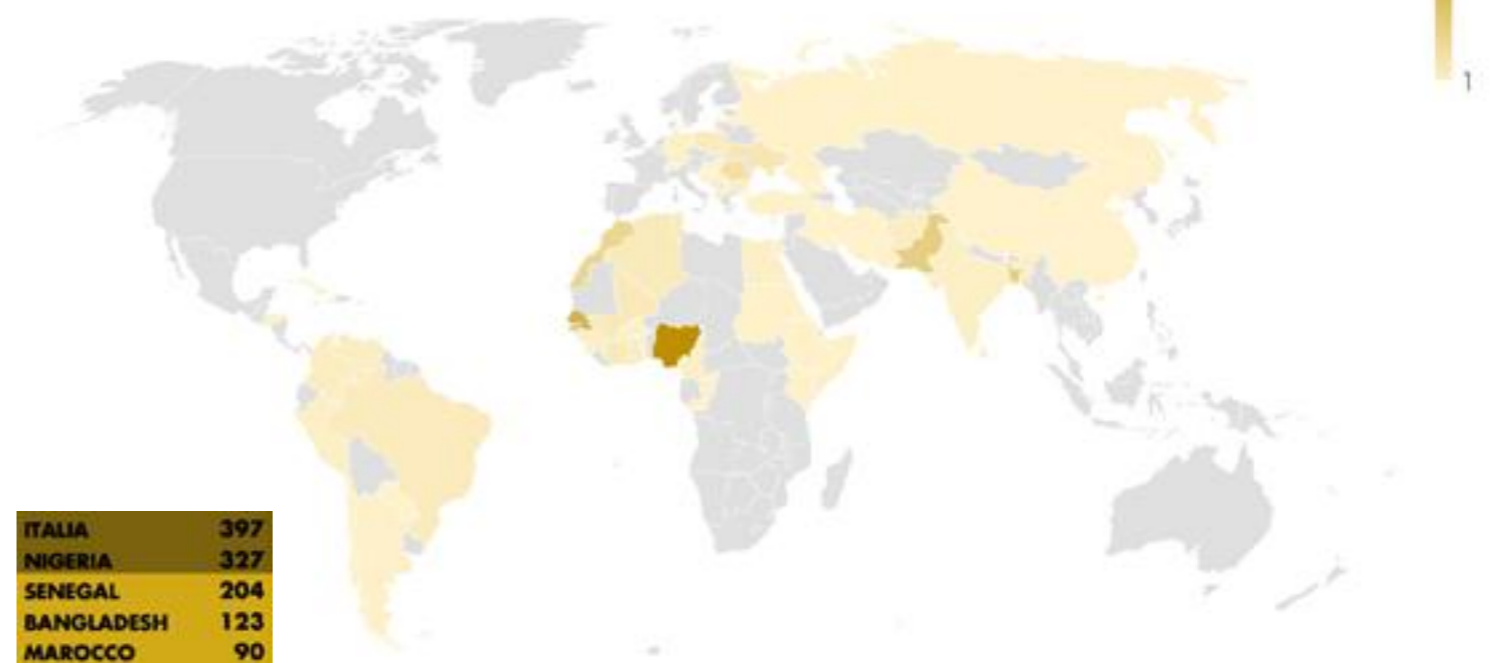 1
ITALIA 397
NIGERIA 327
SENEGAL 204
BANGLADESH 123
MAROCCO 90